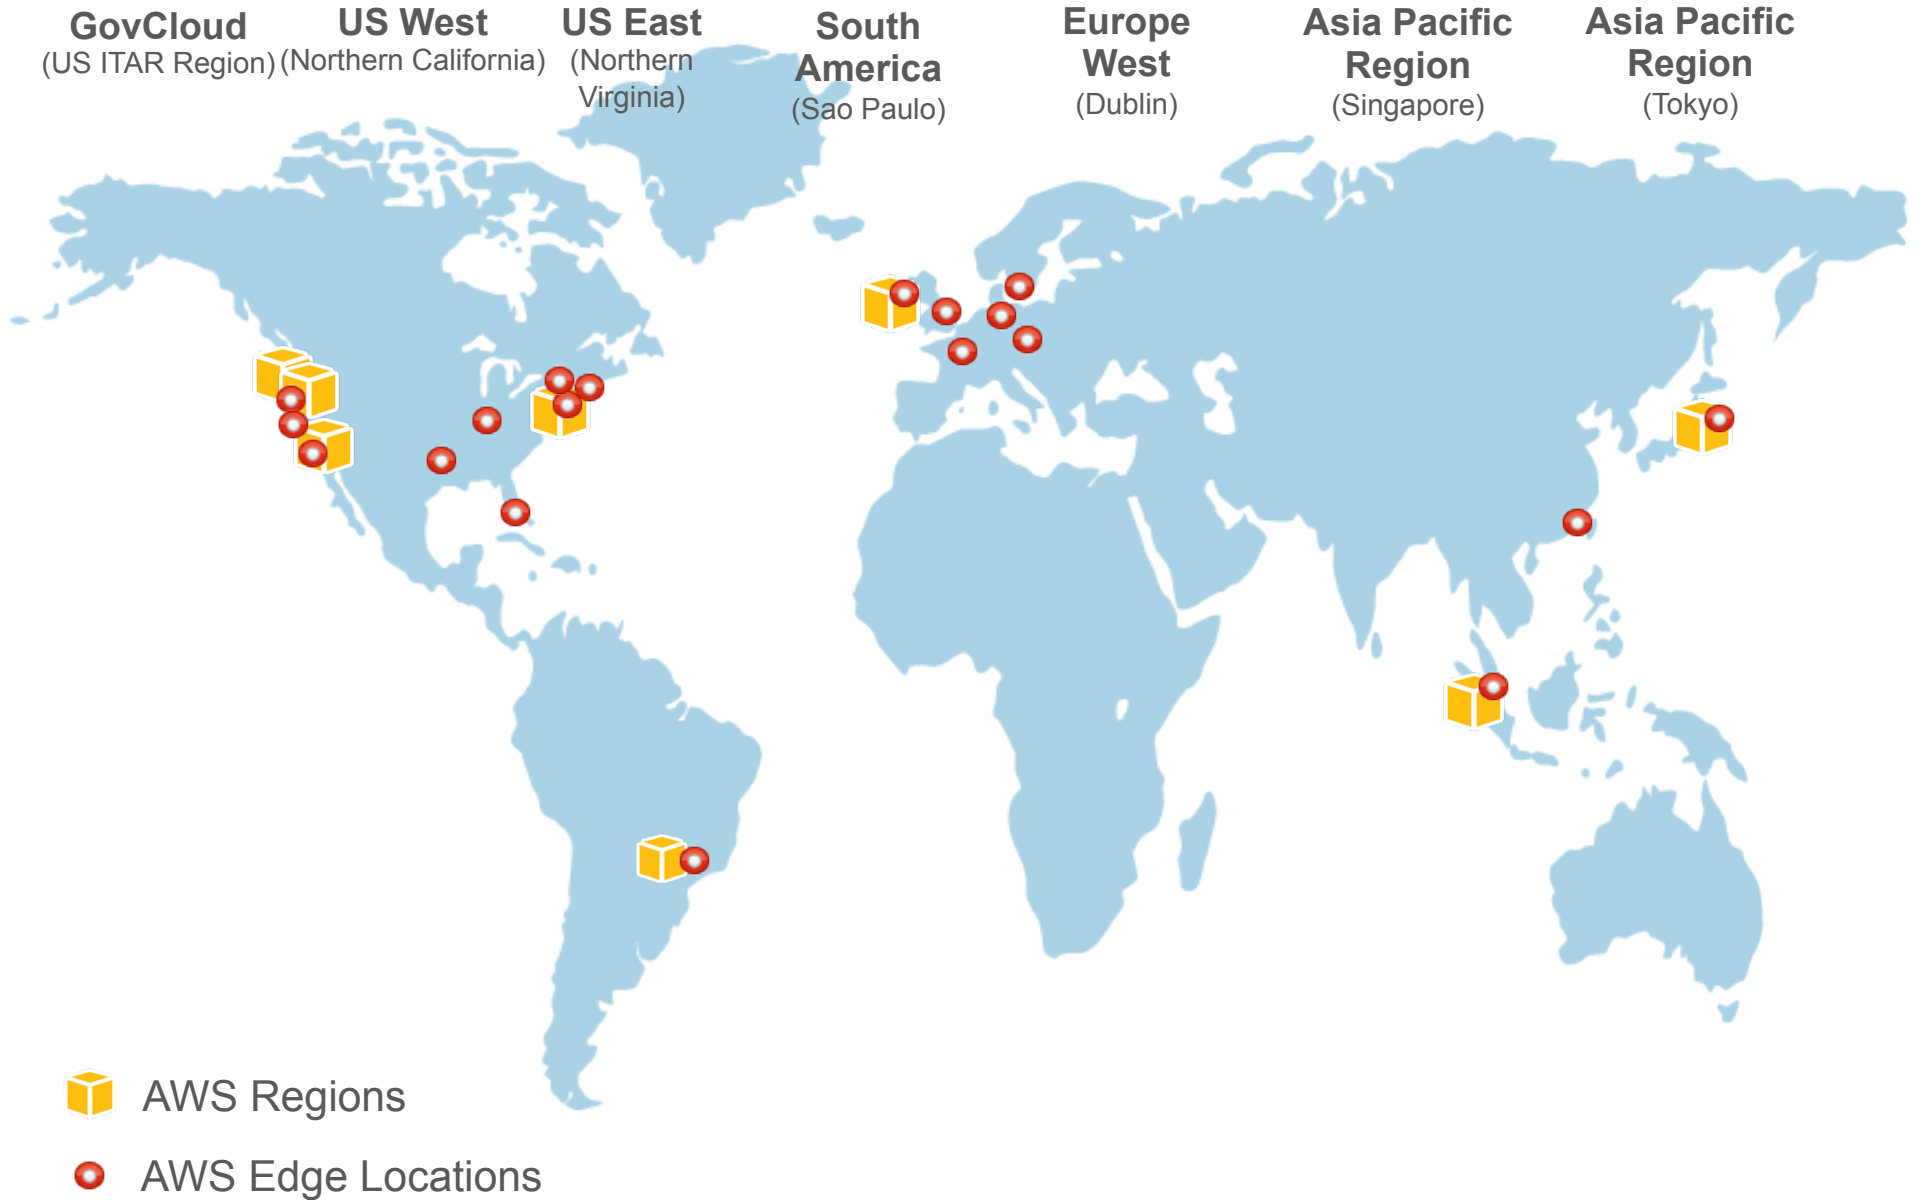 GovCloud
(US ITAR Region)
US West
(Northern California)
US East
(Northern
Virginia)
South
America
(Sao Paulo)
Europe
West
(Dublin)
Asia Pacific
Region
(Singapore)
Asia Pacific
Region
(Tokyo)
AWS Regions
AWS Edge Locations